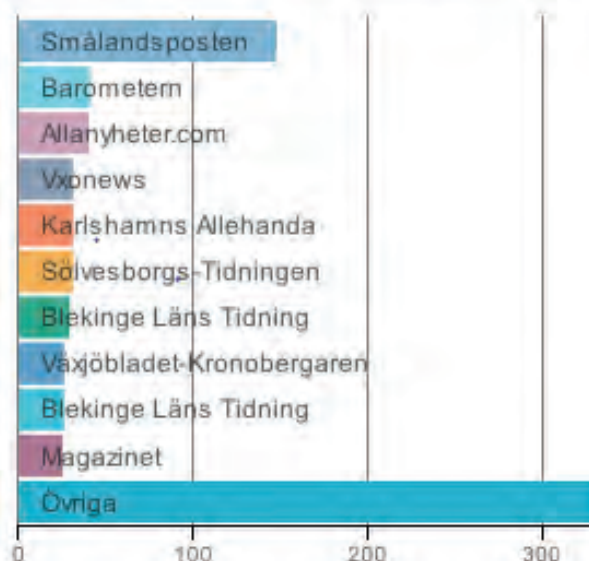 Smålandsposten
Barometern
Allanyheter.com
Vxonews
Karlshamns Allehanda
Sölvesborgs-Tidningen
Blekinge Läns Tidning
Växjöbladet-Kronobergaren
Blekinge Läns Tidning
Magazinet
Övriga
0 100 200 300